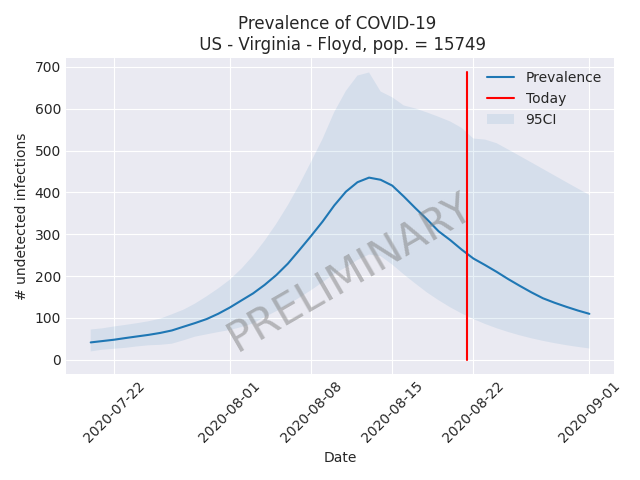 Prevalence of COVID-19
US - Virginia - Floyd, pop. = 15749
700
600
500
400
300
200
100
0
# undetected infections
Prevalence
Today
95CI
PRELIMINARY
2020-07-22
2020-08-01
2020-08-08
2020-08-15
2020-08-22
2020-09-01
Date